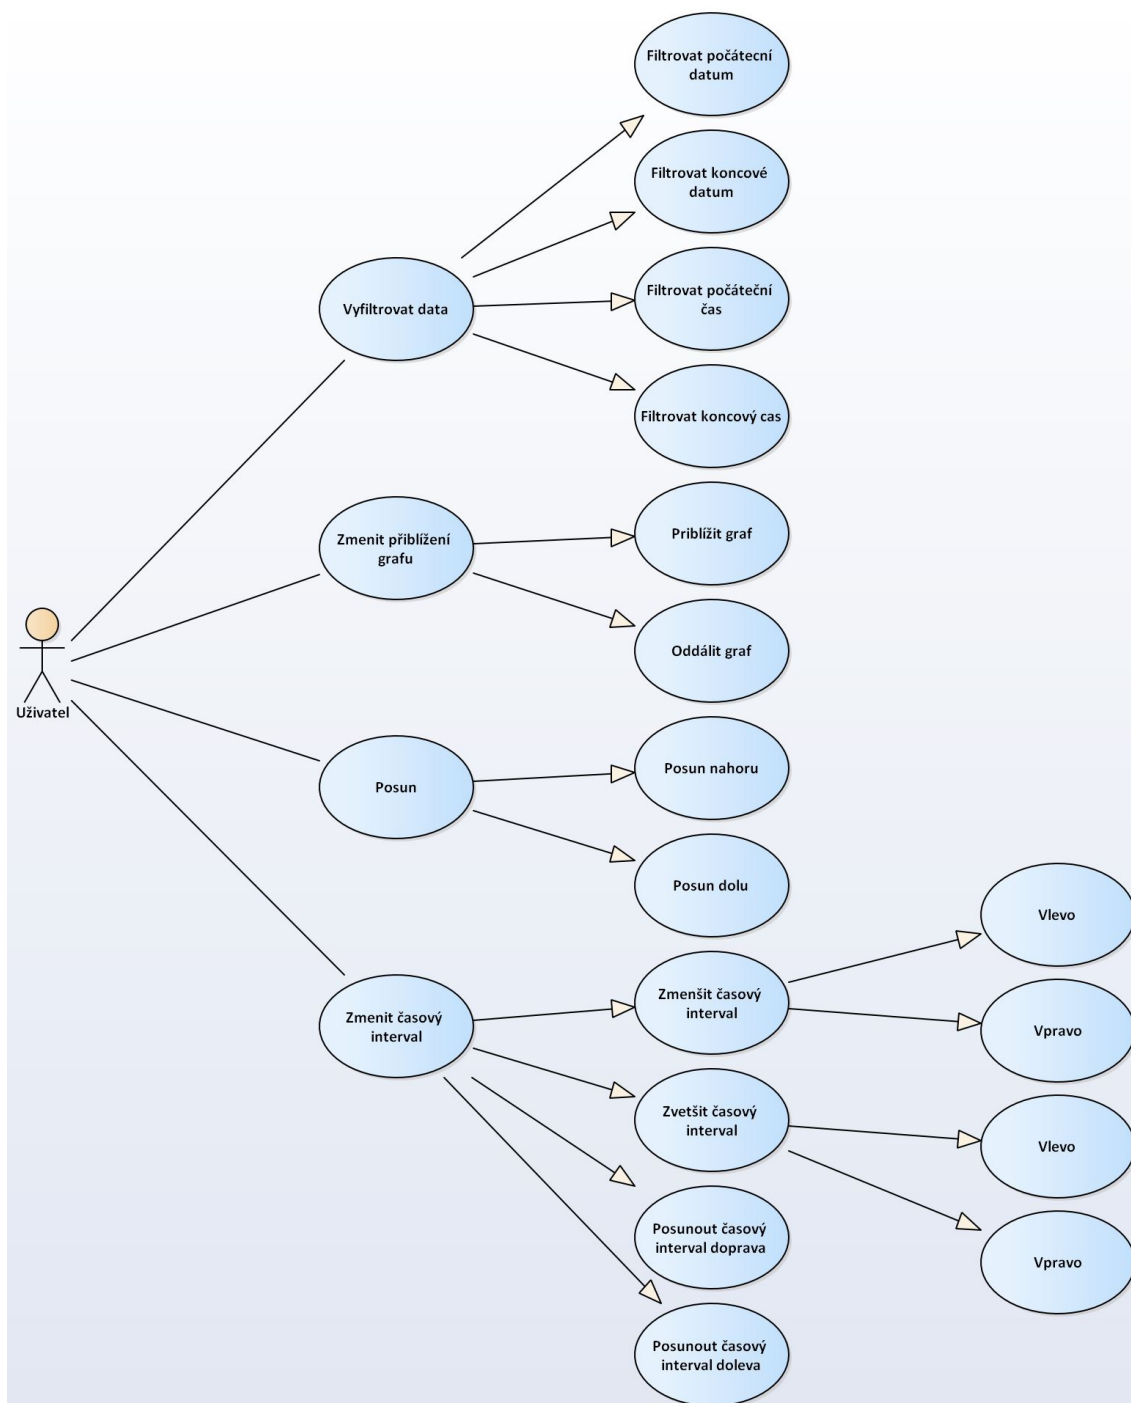 Filtrovat počátecní
datum
Filtrovat koncové
datum
Filtrovat počáteční
čas
Vyfiltrovat data
Filtrovat koncový cas
Zmenit přiblížení
grafu
Priblížit graf
Oddálit graf
Uživatel
Posun
Posun nahoru
Posun dolu
Zmenit časový
interval
Zmenšit časový
interval
Vlevo
Vpravo
Zvetšit časový
interval
Vlevo
Vpravo
Posunout časový
interval doprava
Posunout časový
interval doleva